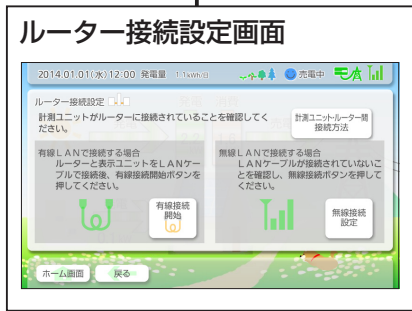 ルーター接続設定画面
2014.01.01(水)12:00 発電量 1.1kWh/日 売電中
ルーター接続設定
計測ユニットがルーターに接続されていることを確認してく
ださい。
計測ユニット・ルーター間
接続方法
有線LANで接続する場合
ルーターと表示ユニットをLANケー
ブルで接続後、有線接続開始ボタンを
押してください。
有線接続
開始
無線LANで接続する場合
LANケーブルが接続されていないこ
とを確認し、無線接続ボタンを押して
ください。
無線接続
設定
ホーム画面 戻る